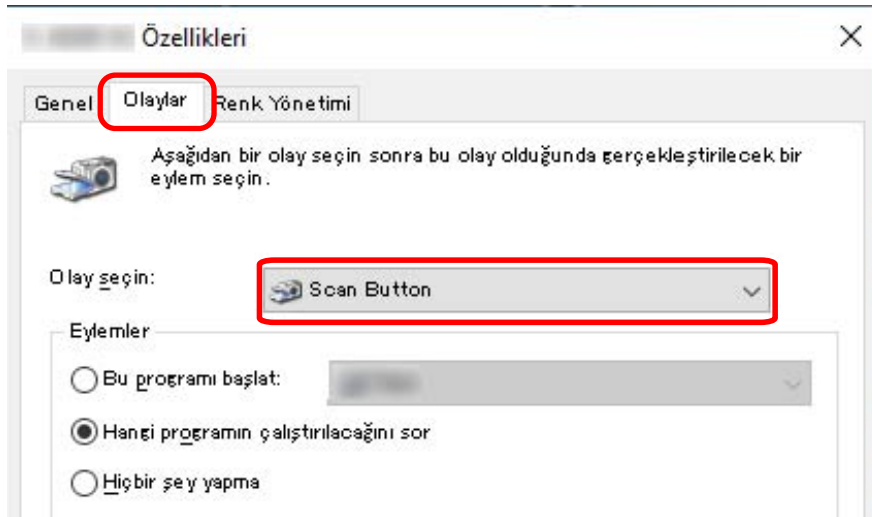 Özellikleri
Genel Olaylar Renk Yönetimi
Aşağıdan bir olay seçin sonra bu olay olduğunda gerçekleştirilecek bir
eylem seçin.
Olay seçin: Scan Button
Eylemler
Bu programı başlat:
Hangi programın çalıştırılacağını sor
Hiçbir şey yapma